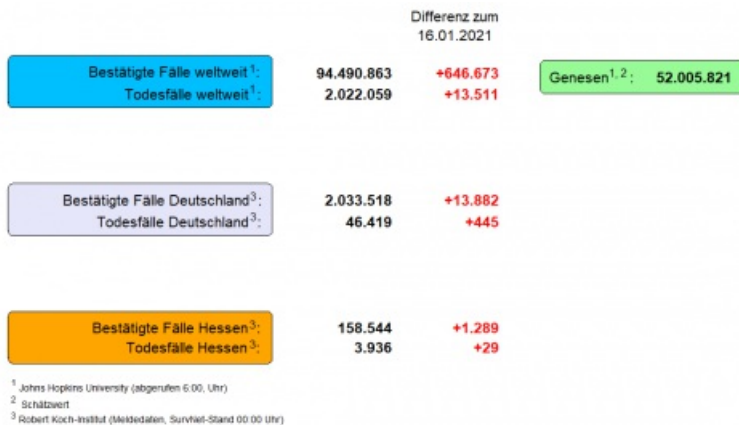 Differenz zum
16.01.2021
Bestätigte Fälle weltweit¹: 94.490.863 +646.673 Genesen¹,²: 52.005.821
Todesfälle weltweit¹: 2.022.059 +13.511
Bestätigte Fälle Deutschland³: 2.033.518 +13.882
Todesfälle Deutschland³: 46.419 +445
Bestätigte Fälle Hessen³: 158.544 +1.289
Todesfälle Hessen³: 3.936 +29
¹ Johns Hopkins University (abgerufen 6:00, Uhr)
² Schätzwert
³ Robert Koch-Institut (Meldedaten, SurvNet-Stand 00:00 Uhr)